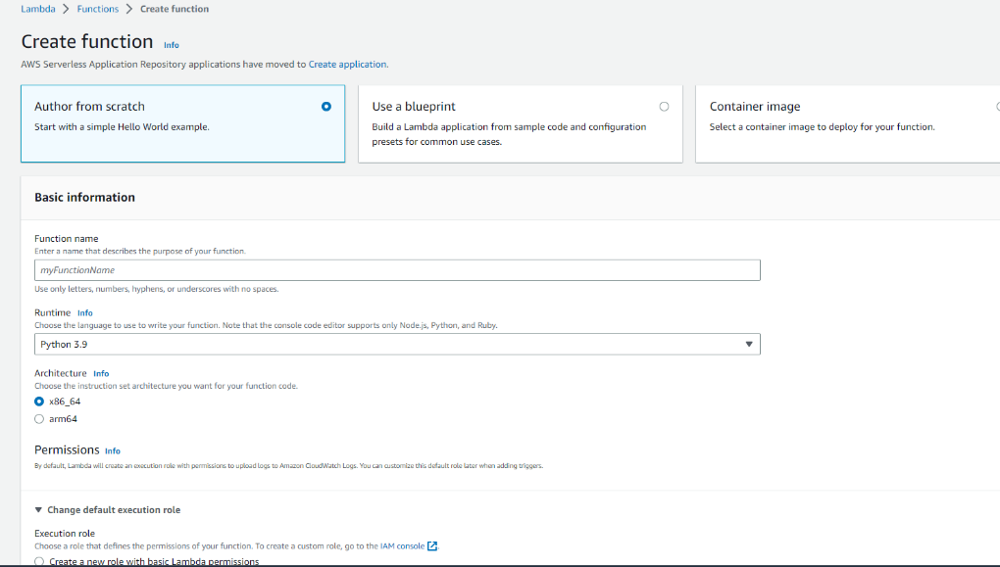 Lambda > Functions > Create function
Create function Info
AWS Serverless Application Repository applications have moved to Create application.
Author from scratch
Start with a simple Hello World example.
Use a blueprint
Build a Lambda application from sample code and configuration
presets for common use cases.
Container image
Select a container image to deploy for your function.
Basic information
Function name
Enter a name that describes the purpose of your function.
myFunctionName
Use only letters, numbers, hyphens, or underscores with no spaces.
Runtime Info
Choose the language to use to write your function. Note that the console code editor supports only Node.js, Python, and Ruby.
Python 3.9
Architecture Info
Choose the instruction set architecture you want for your function code.
x86_64
arm64
Permissions Info
By default, Lambda will create an execution role with permissions to upload logs to Amazon CloudWatch Logs. You can customize this default role later when adding triggers.
Change default execution role
Execution role
Choose a role that defines the permissions of your function. To create a custom role, go to the IAM console.
Create a new role with basic Lambda permissions